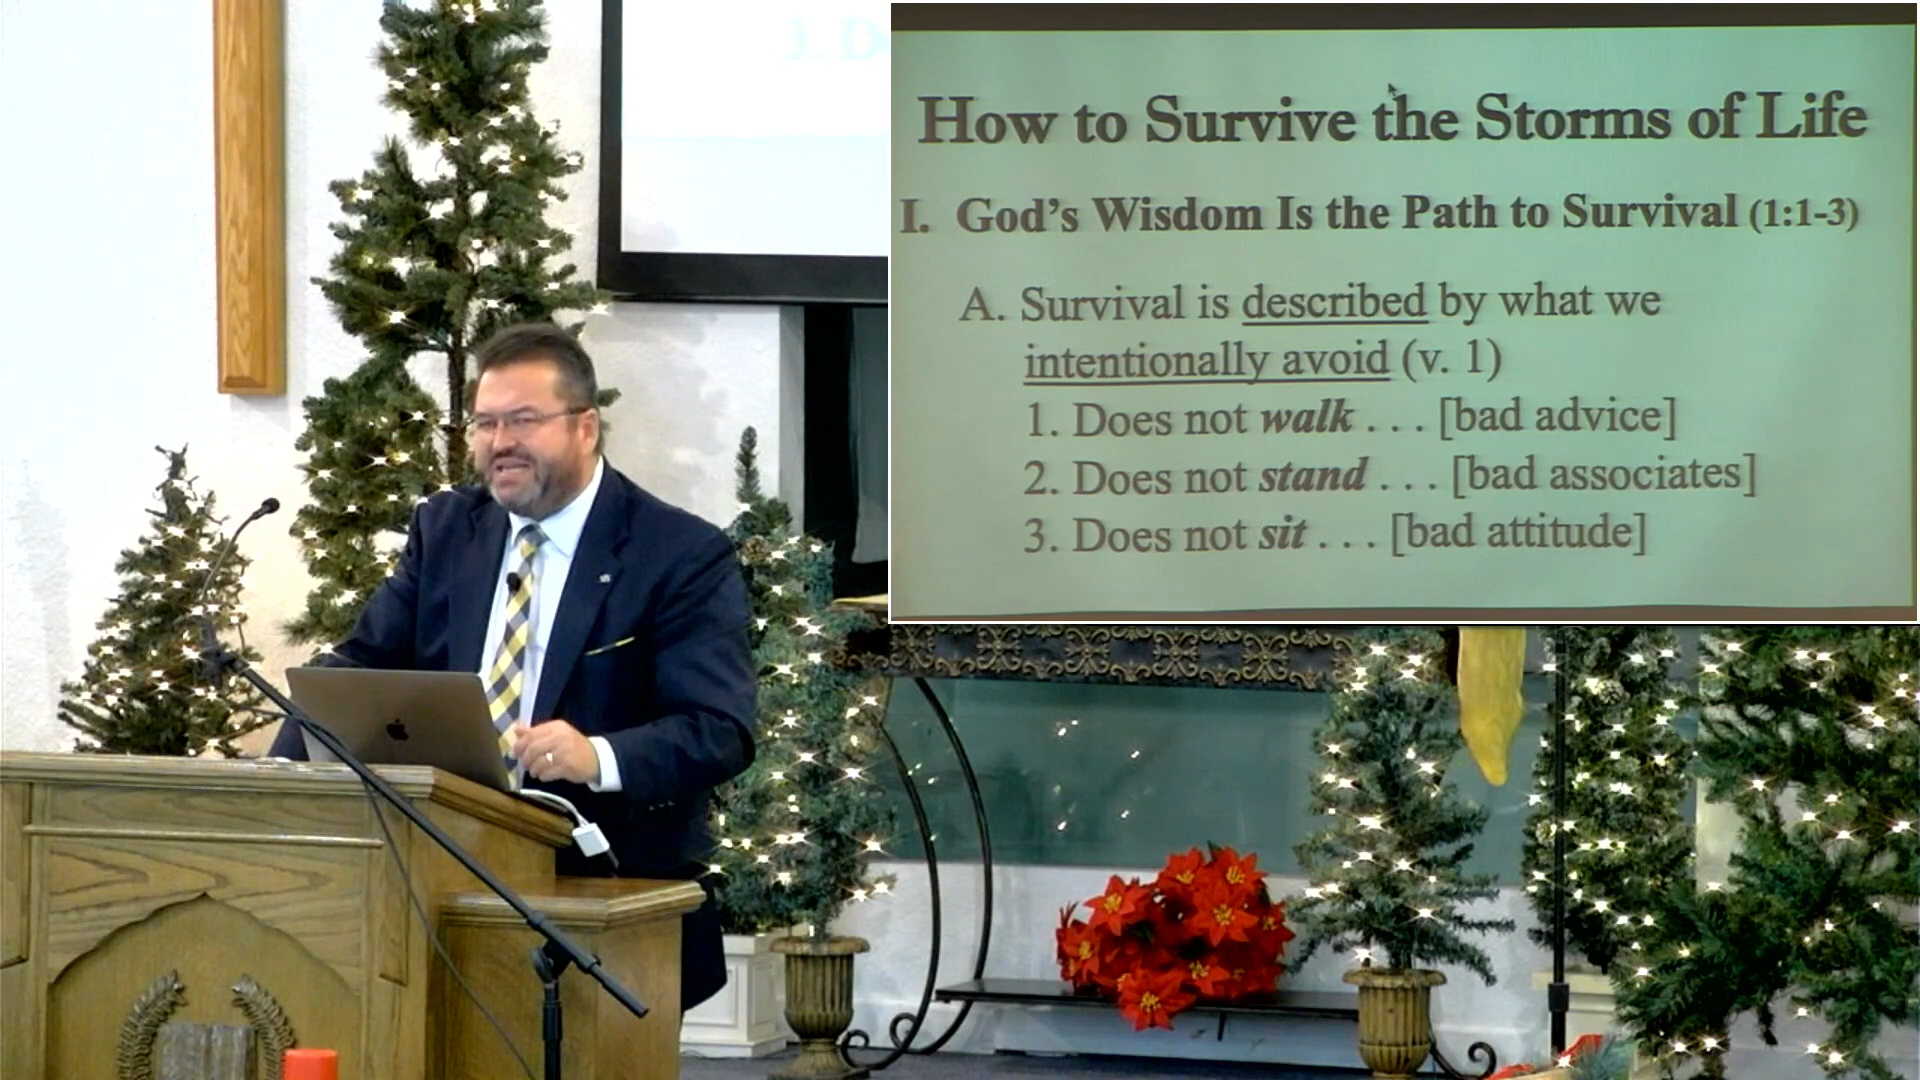 1. D
How to Survive the Storms of Life
I. God's Wisdom Is the Path to Survival (1:1-3)
A. Survival is described by what we
intentionally avoid (v. 1)
1. Does not walk . . . [bad advice]
2. Does not stand . . . [bad associates]
3. Does not sit . . . [bad attitude]